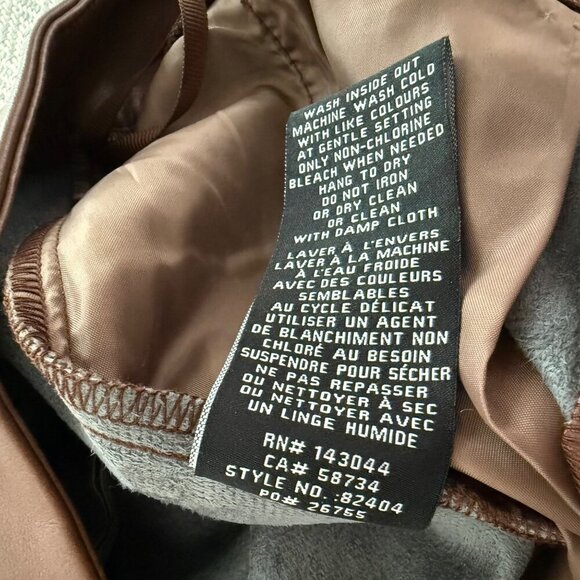 WASH INSIDE OUT
MACHINE WASH COLD
WITH LIKE COLOURS
AT GENTLE SETTING
ONLY NON-CHLORINE
BLEACH WHEN NEEDED
HANG TO DRY
DO NOT IRON
OR DRY CLEAN
OR CLEAN
WITH DAMP CLOTH
LAVER À L'ENVERS
LAVER À LA MACHINE
À L'EAU FROIDE
AVEC DES COULEURS
SEMBLABLES
AU CYCLE DÉLICAT
UTILISER UN AGENT
DE BLANCHIMENT NON
CHLORÉ AU BESOIN
SUSPENDRE POUR SÉCHER
NE PAS REPASSER
OU NETTOYER À SEC
OU NETTOYER AVEC
UN LINGE HUMIDE
RN# 143044
CA# 58734
STYLE NO.:82404
PO# 26755